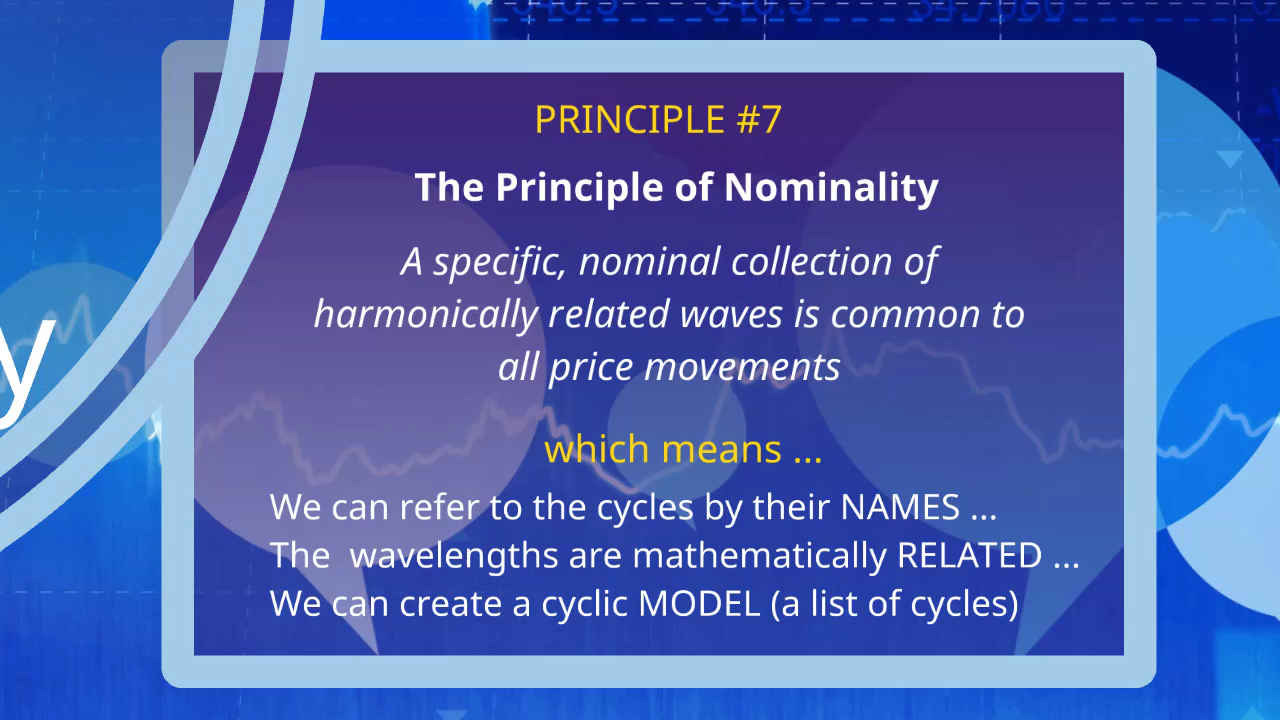 PRINCIPLE #7
The Principle of Nominality
A specific, nominal collection of
harmonically related waves is common to
all price movements
y
which means ...
We can refer to the cycles by their NAMES ...
The  wavelengths are mathematically RELATED ...
We can create a cyclic MODEL (a list of cycles)